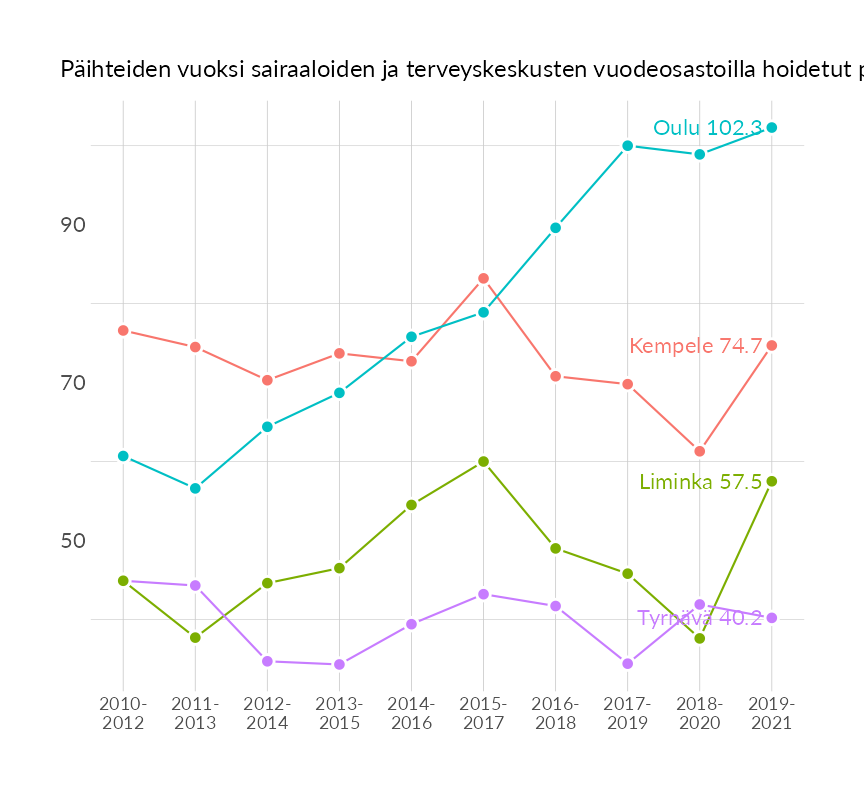 Päihteiden vuoksi sairaaloiden ja terveyskeskusten vuodeosastoilla hoidetut
Oulu 102.3
90
Kempele 74.7
70
Liminka 57.5
50
Tyrnävä 40.2
2010- 2011- 2012- 2013- 2014- 2015- 2016- 2017- 2018- 2019-
2012 2013 2014 2015 2016 2017 2018 2019 2020 2021